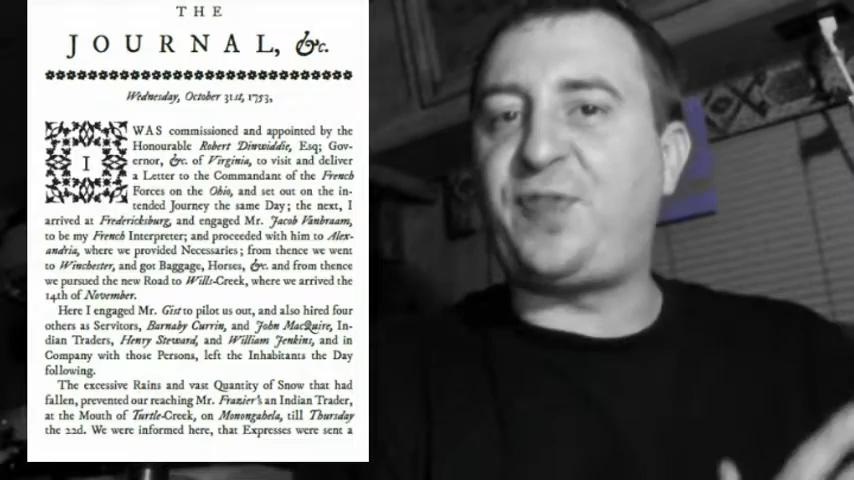 THE
JOURNAL, &c.
Wednesday, October 31st, 1753,
I WAS commissioned and appointed by the
Honourable Robert Dinwiddie, Esq; Gov-
ernor, &c. of Virginia, to visit and deliver
a Letter to the Commandant of the French
Forces on the Ohio, and set out on the in-
tended Journey the same Day; the next, I
arrived at Fredericksburg, and engaged Mr. Jacob Vanbraam,
to be my French Interpreter; and proceeded with him to Alex-
andria, where we provided Necessaries; from thence we went
to Winchester, and got Baggage, Horses, &c. and from thence
we pursued the new Road to Wills-Creek, where we arrived the
14th of November.
Here I engaged Mr. Gist to pilot us out, and also hired four
others as Servitors, Barnaby Currin, and John MacQuire, In-
dian Traders, Henry Steward, and William Jenkins, and in
Company with those Persons, left the Inhabitants the Day
following.
The excessive Rains and vast Quantity of Snow that had
fallen, prevented our reaching Mr. Frazier's an Indian Trader,
at the Mouth of Turtle-Creek, on Monongahela, till Thursday
the 22d. We were informed here, that Expresses were sent a